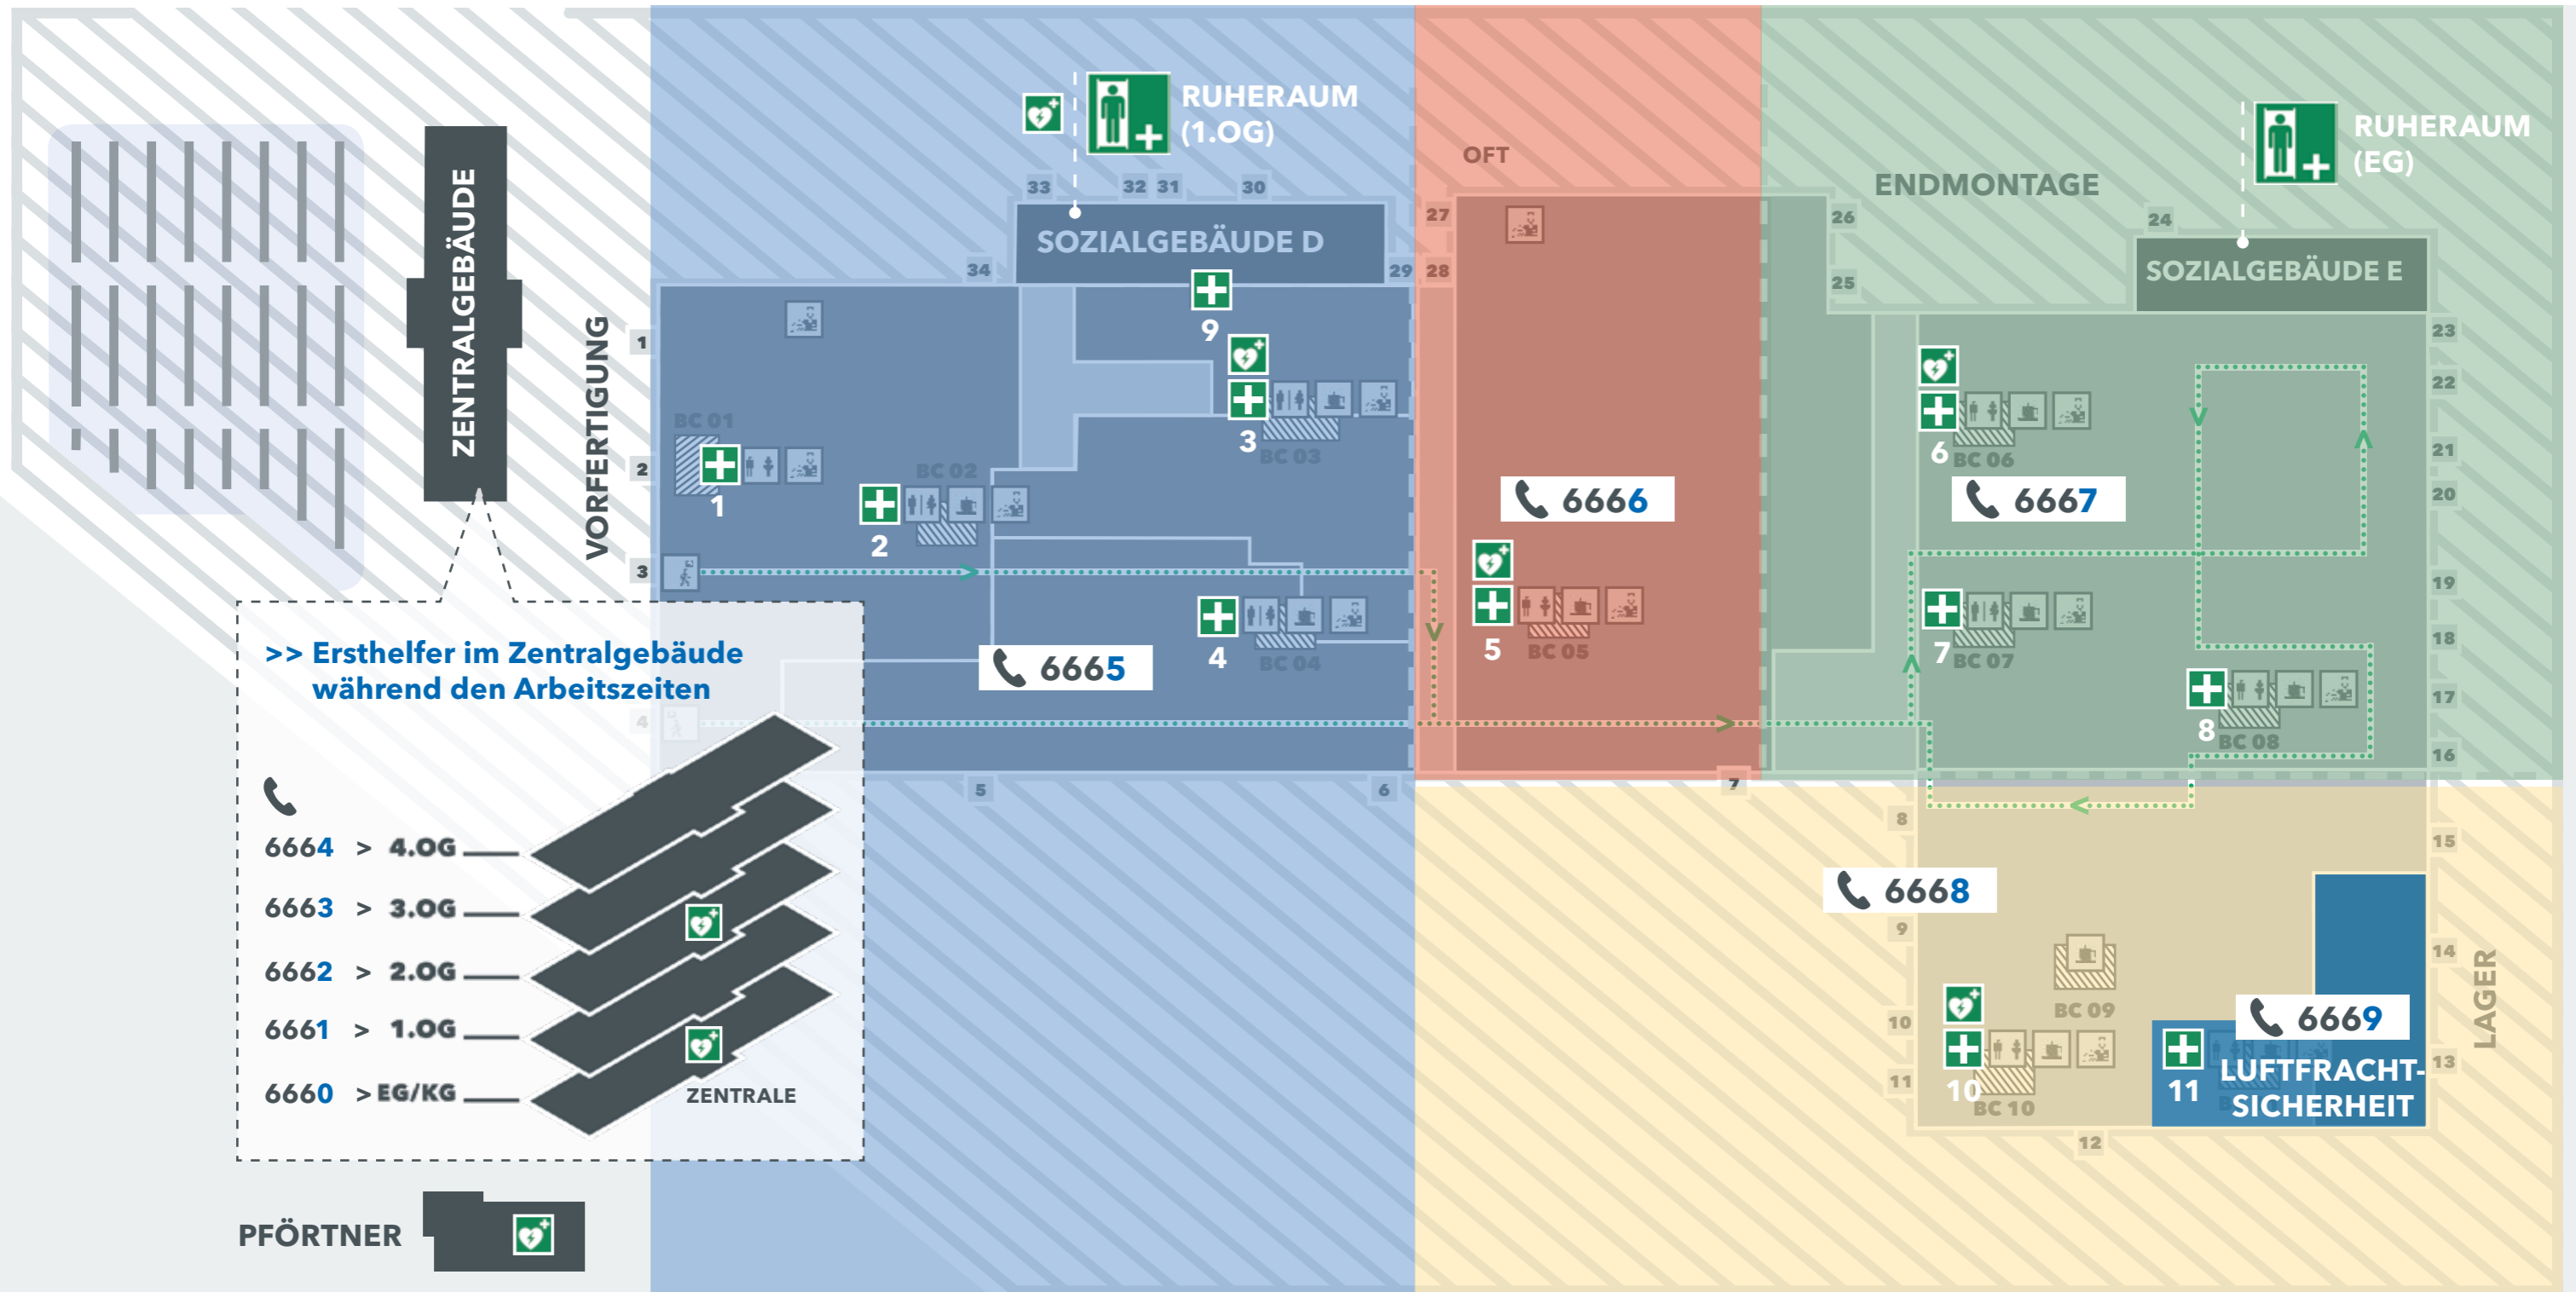 RUHERAUM
(1.OG)
RUHERAUM
(EG)
OFT
ENDMONTAGE
ZENTRALGEBÄUDE
VORFERTIGUNG
33
32
31
30
SOZIALGEBÄUDE D
34
29
27
28
26
25
24
SOZIALGEBÄUDE E
23
22
21
20
19
18
17
16
1
2
3
4
9
BC 01
1
BC 02
2
3
BC 03
4
BC 04
6665
6666
5
BC 05
6
BC 06
6667
7
BC 07
8
BC 08
5
6
7
>> Ersthelfer im Zentralgebäude
während den Arbeitszeiten
6664 > 4.OG
6663 > 3.OG
6662 > 2.OG
6661 > 1.OG
6660 > EG/KG
ZENTRALE
PFÖRTNER
8
9
10
11
12
13
14
15
6668
BC 09
10
BC 10
6669
11
LUFTFRACHT-
SICHERHEIT
LAGER